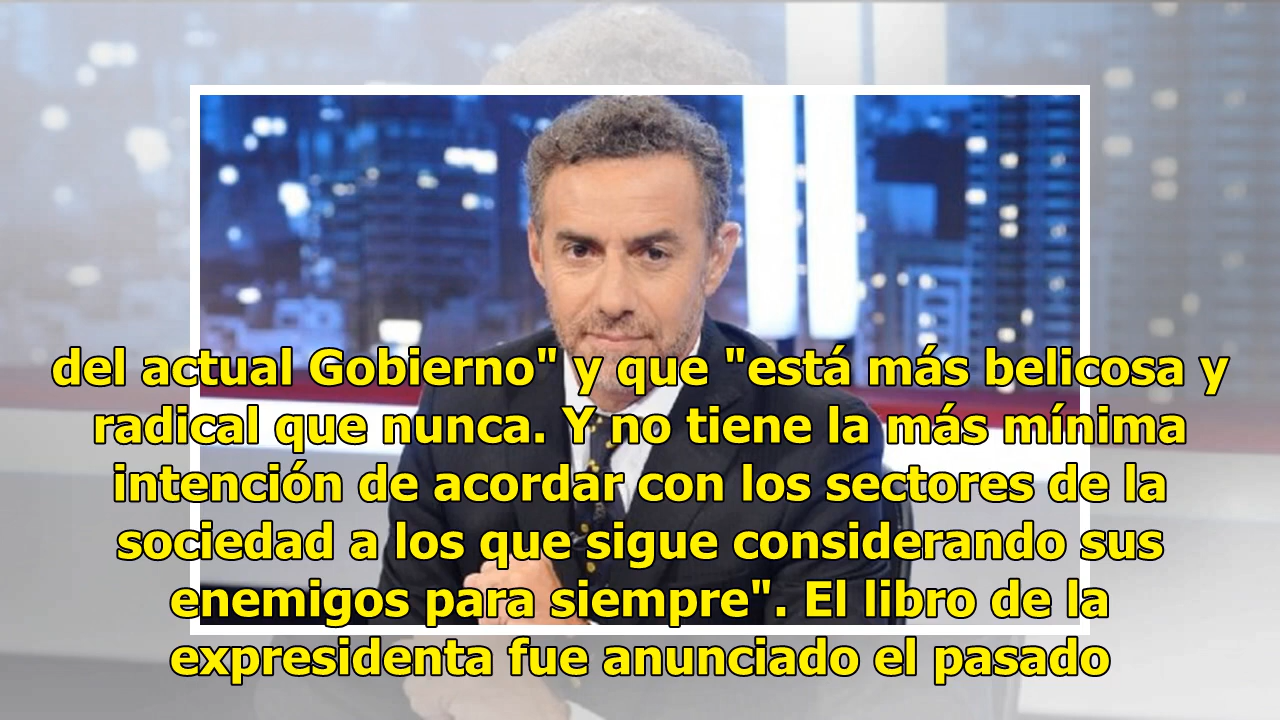 del actual Gobierno" y que "está más belicosa y
radical que nunca. Y no tiene la más mínima
intención de acordar con los sectores de la
sociedad a los que sigue considerando sus
enemigos para siempre". El libro de la
expresidenta fue anunciado el pasado